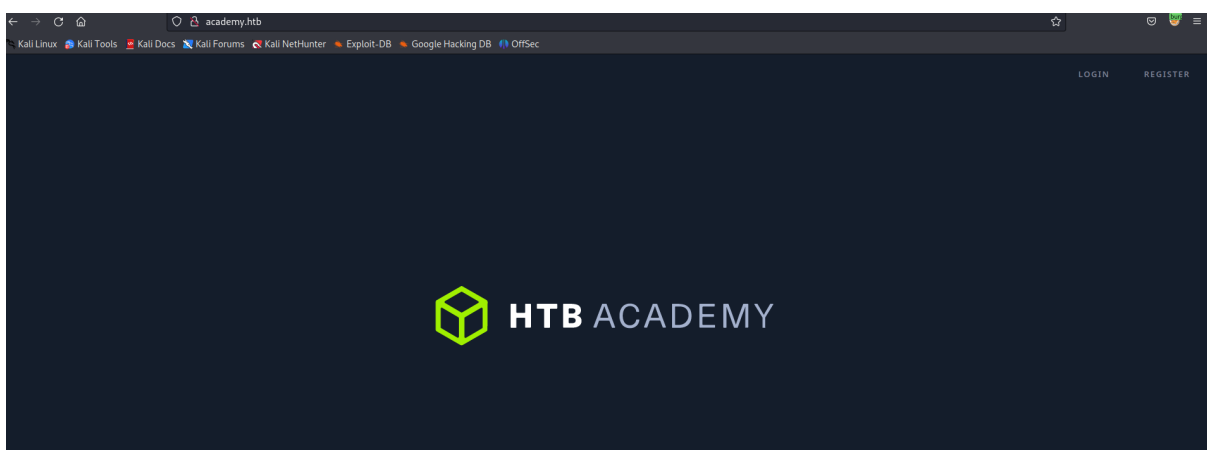 academy.htb
Kali Linux Kali Tools Kali Docs Kali Forums Kali NetHunter Exploit-DB Google Hacking DB OffSec
LOGIN REGISTER
HTB ACADEMY